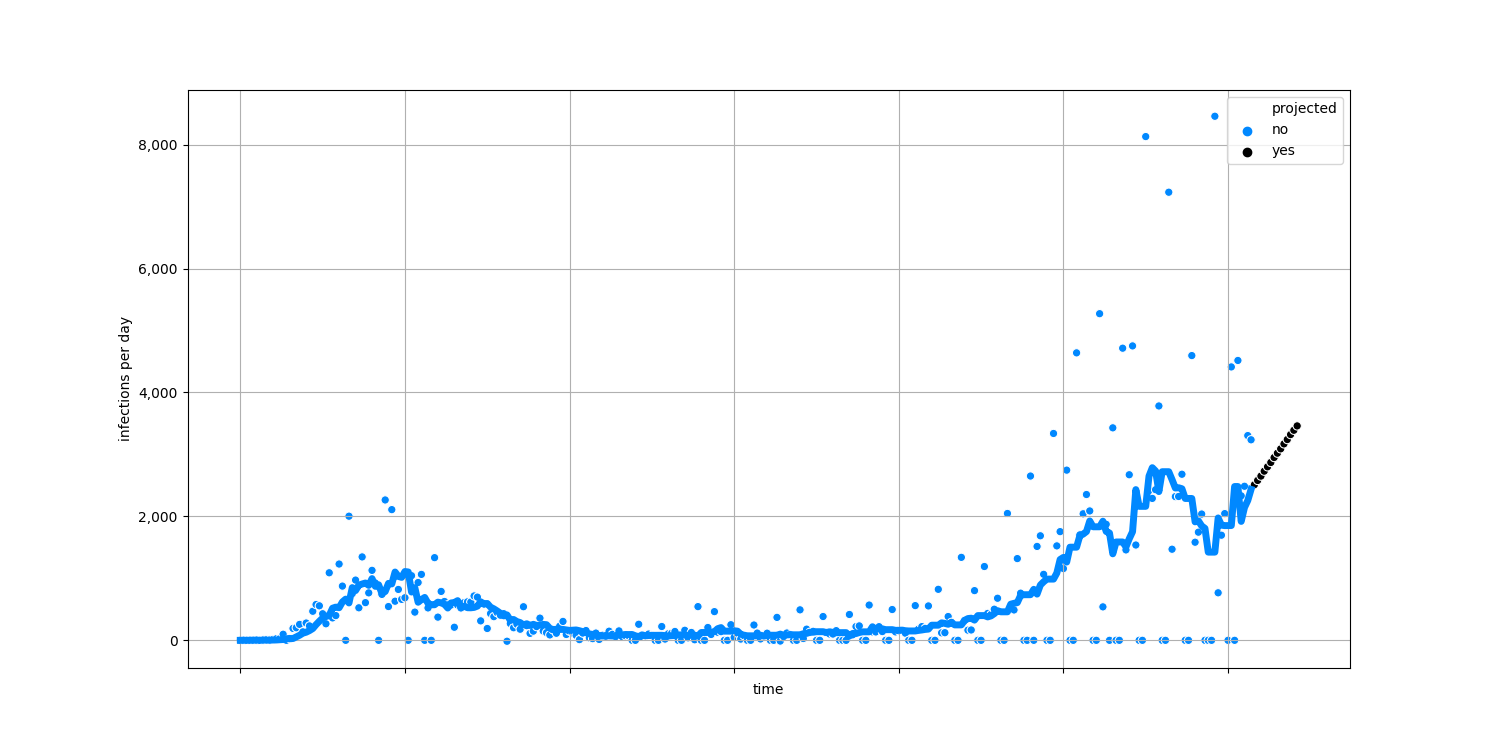 projected
no
yes
8,000
6,000
4,000
2,000
0
infections per day
time